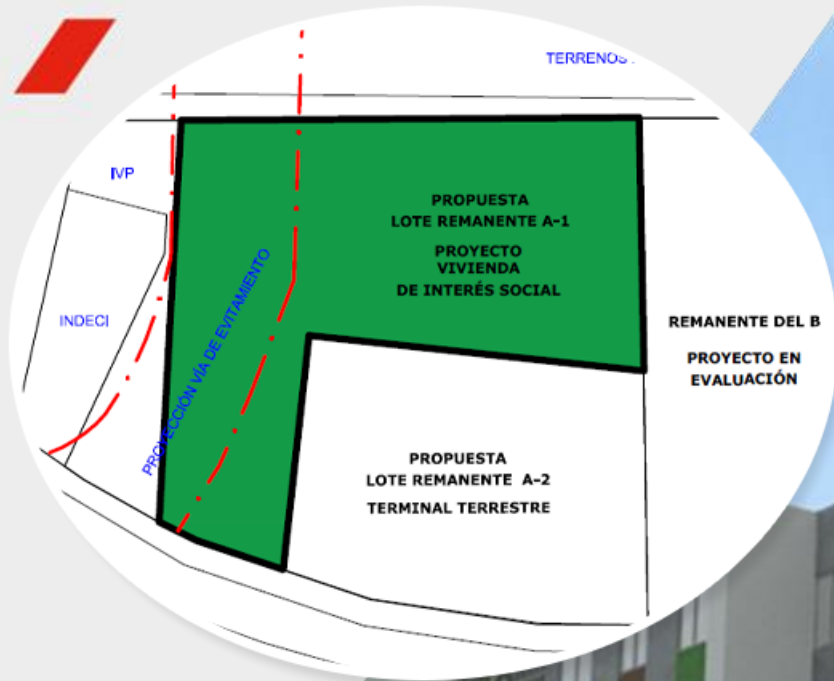 TERRENOS
IVP
PROPUESTA
LOTE REMANENTE A-1
PROYECTO
VIVIENDA
DE INTERÉS SOCIAL
PROYECCIÓN VÍA DE EVITAMIENTO
INDECI
REMANENTE DEL B
PROYECTO EN
EVALUACIÓN
PROPUESTA
LOTE REMANENTE A-2
TERMINAL TERRESTRE